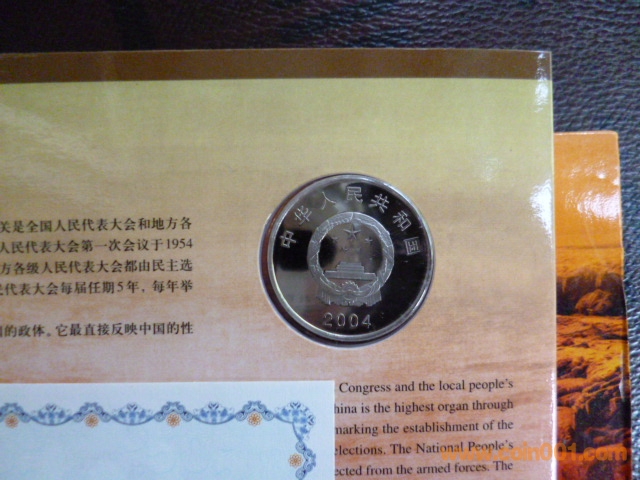 关是全国人民代表大会和地方各
人民代表大会第一次会议于1954
方各级人民代表大会都由民主选
代表大会每届任期5年，每年举
的政体。它最直接反映中国的性
中华人民共和国
2004
Congress and the local people's
China is the highest organ through
marking the establishment of the
elections. The National People's
elected from the armed forces. The
www.coin001.com